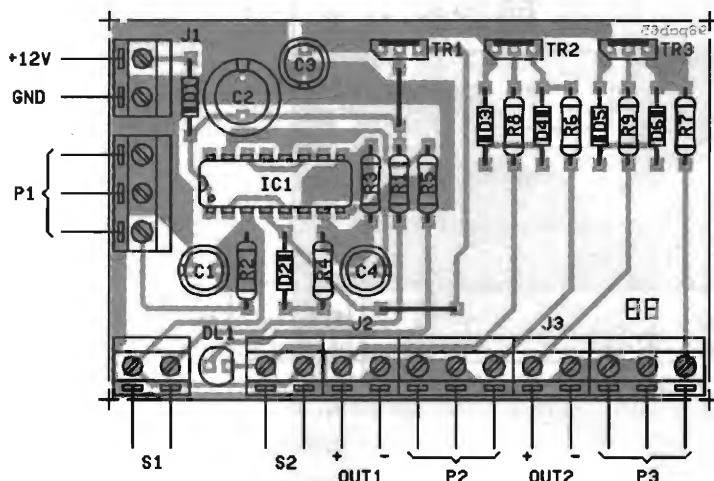 J1
+12V
GND
P1
C2
C3
TR1
TR2
TR3
D3
R8
D4
R6
D5
R9
D6
R7
IC1
R3
R1
R5
C1
R2
D2
R4
C4
DL1
J2
J3
S1
S2
+ -
OUT1
P2
+ -
OUT2
P3